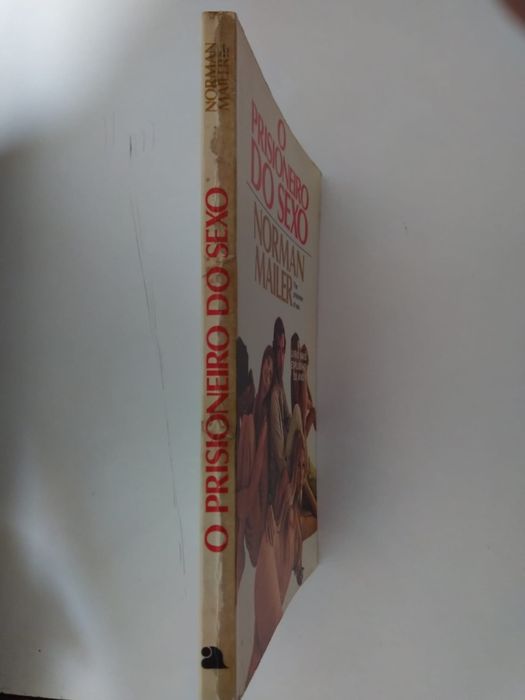 NORMAN
MAILER
O PRISIONEIRO DO SEXO
O
PRISIONEIRO
DO SEXO
NORMAN
MAILER